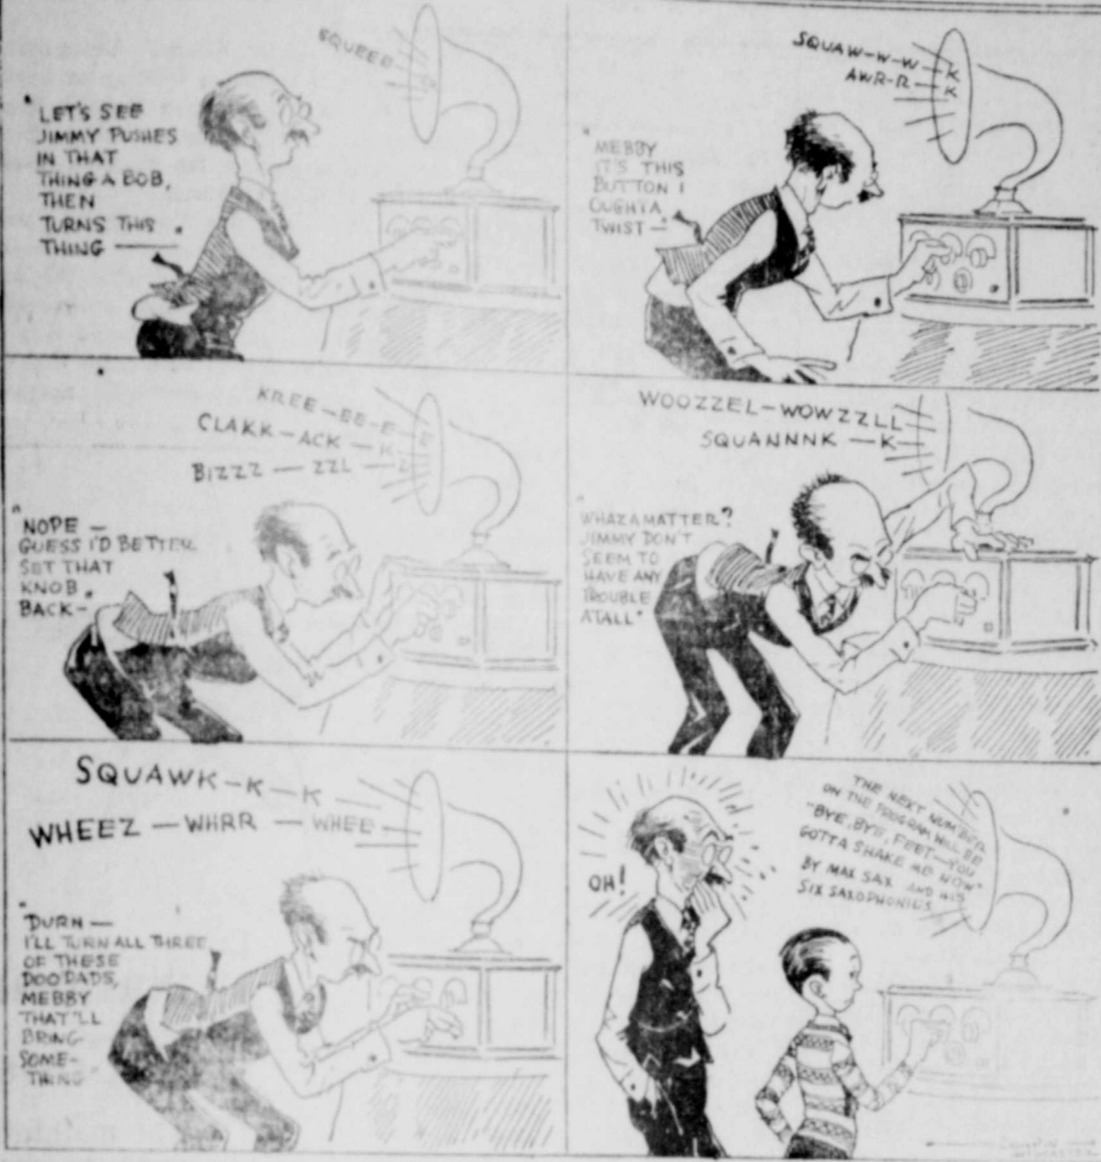 SQUEEE
"LET'S SEE
JIMMY PUSHES
IN THAT
THING A BOB,
THEN
TURNS THIS
THING —"
SQUAW-W-W K
AWR-R — K
"MEBBY
IT'S THIS
BUTTON I
OUGHTA
TWIST —"
KREE-EE-E E
CLAKK — ACK — K
BIZZZ — ZZL — Z
"NOPE —
GUESS I'D BETTER
SET THAT
KNOB
BACK —"
WOOZZEL — WOWZZLL
SQUANNNK — K
"WHAZAMATTER?
JIMMY DON'T
SEEM TO
HAVE ANY
TROUBLE
ATALL"
SQUAWK — K — K
WHEEZ — WHRR — WHEE
"DURN —
I'LL TURN ALL THREE
OF THESE
DOODADS,
MEBBY
THAT'LL
BRING
SOME-
THING"
OH!
THE NEXT NUMBER
ON THE PROGRAM WILL BE
"BYE, BYE, FEET — YOU
GOTTA SHAKE ME NOW"
BY MAX SAX AND HIS
SIX SAXOPHONIES